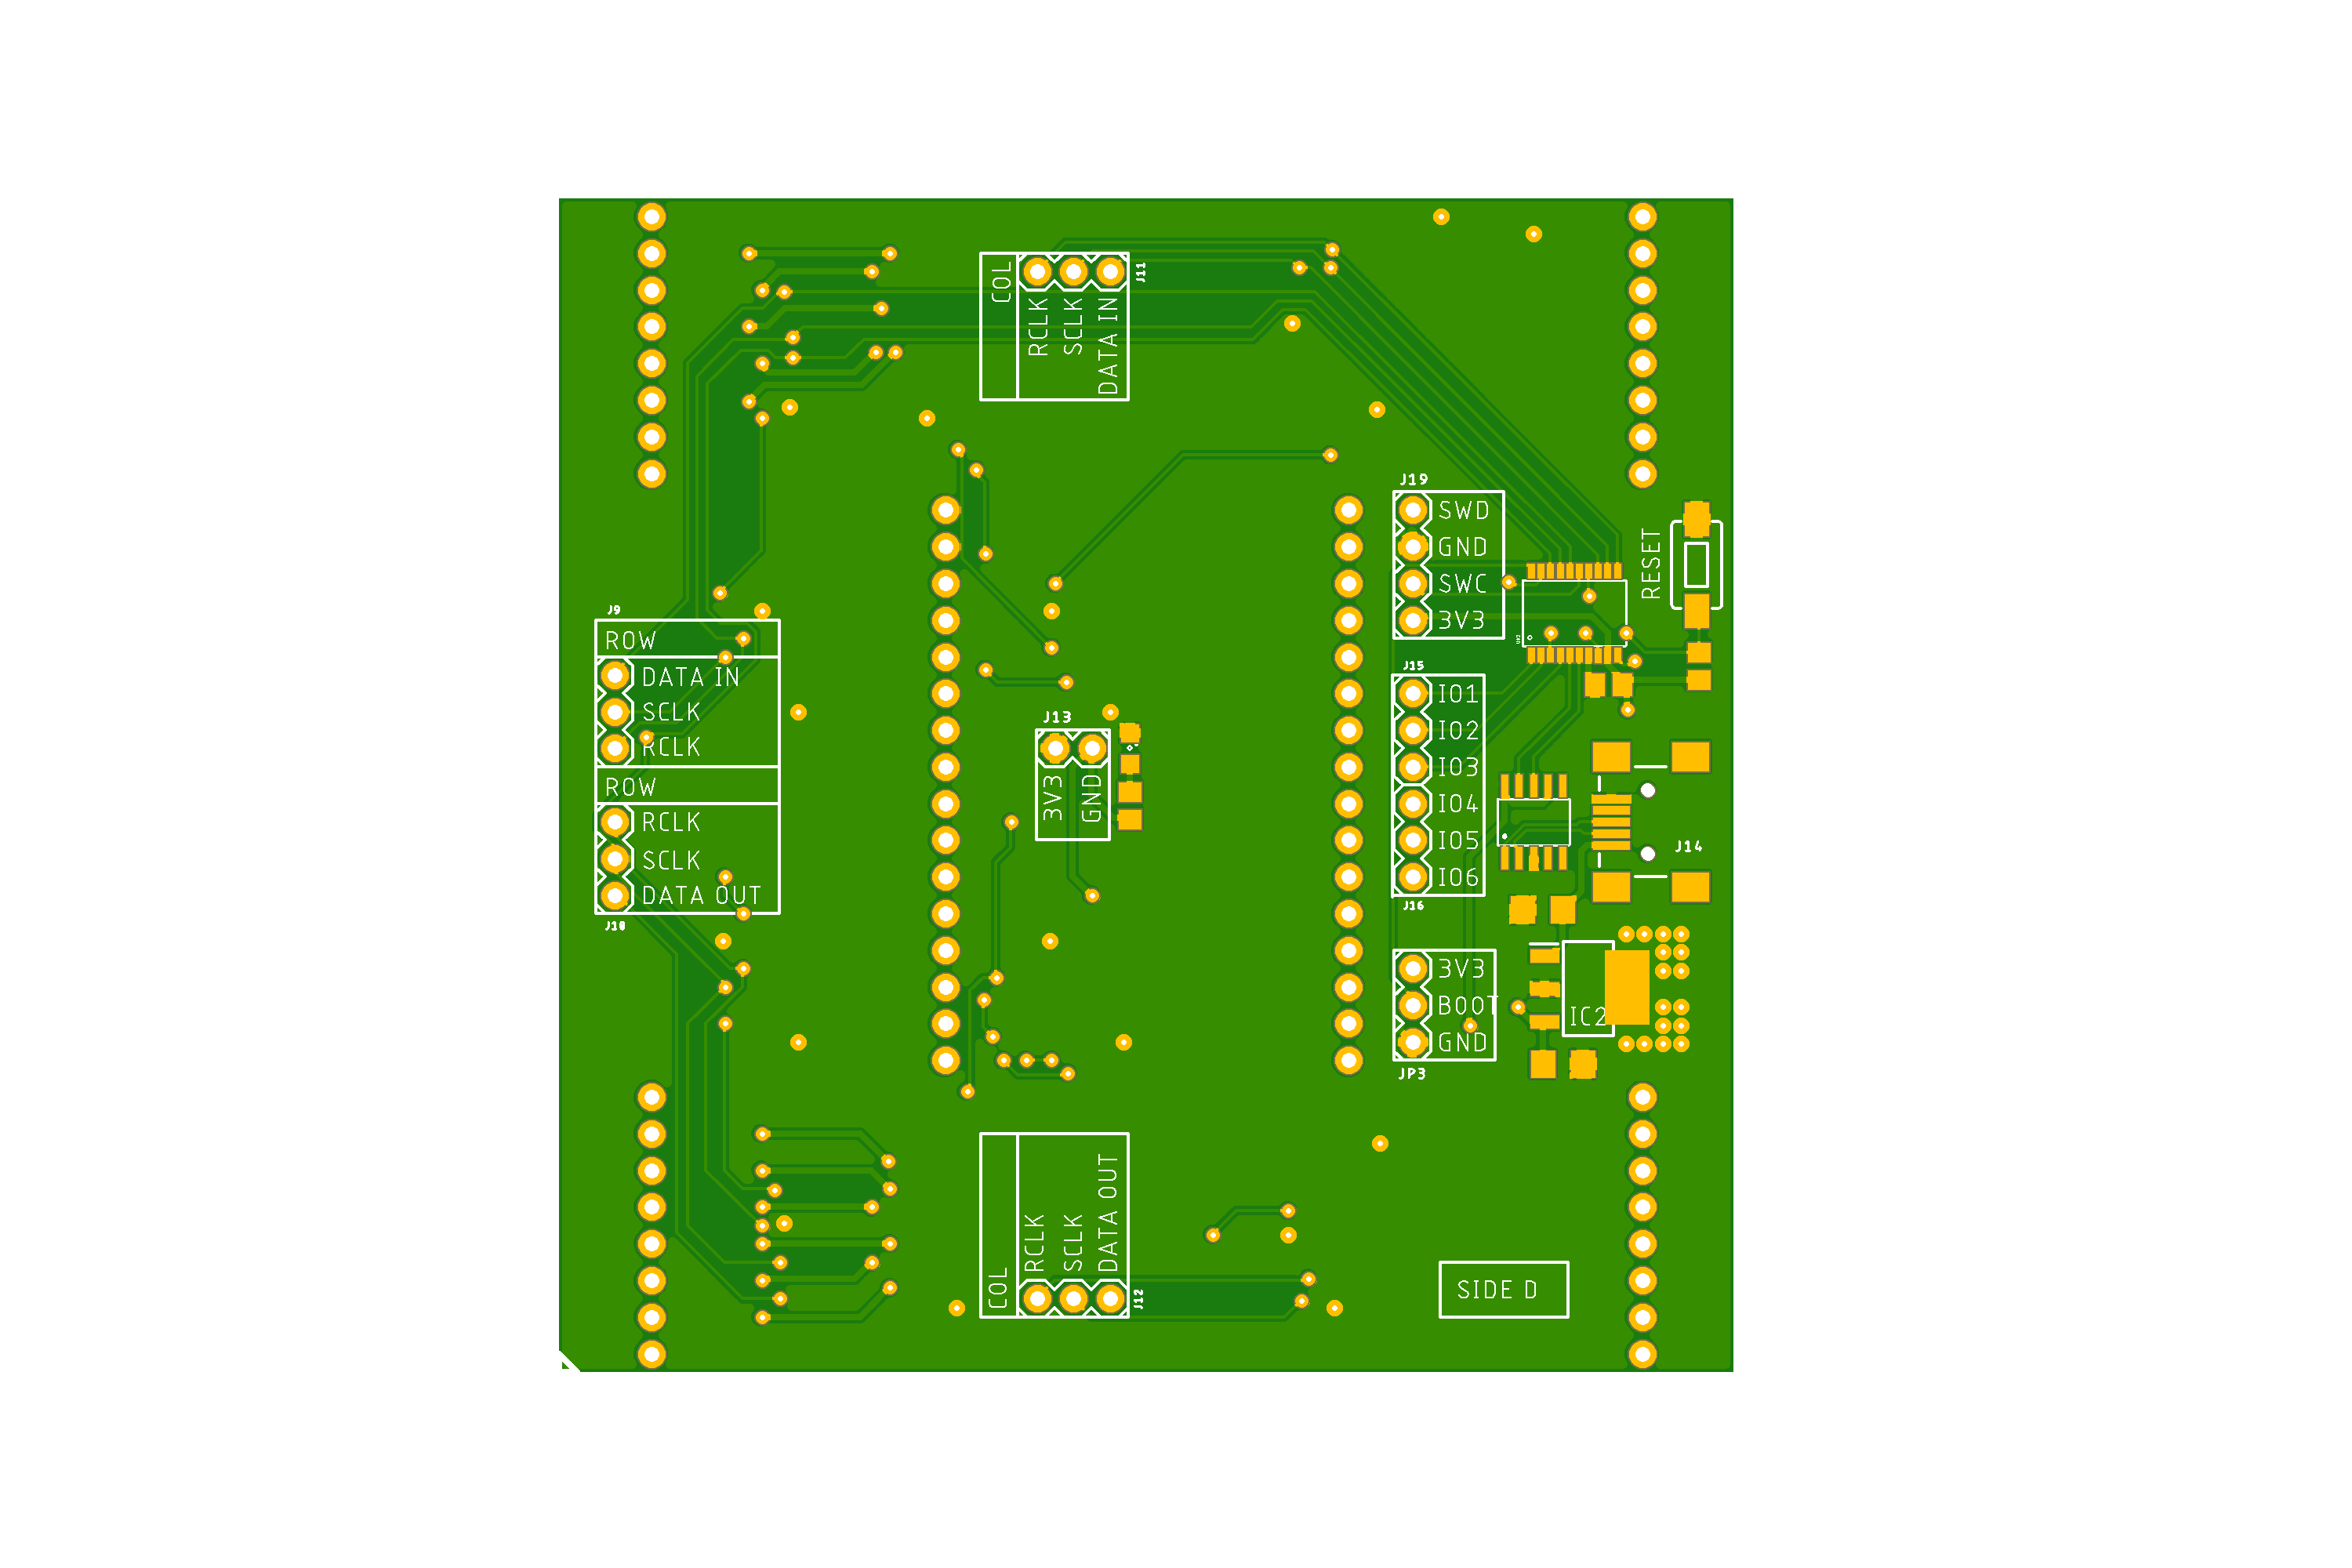 COL
RCLK
SCLK
DATA IN
J11
J19
SWD
GND
SWC
3V3
RESET
J9
ROW
DATA IN
SCLK
RCLK
ROW
RCLK
SCLK
DATA OUT
J10
J13
3V3
GND
J15
IO1
IO2
IO3
IO4
IO5
IO6
J16
J14
3V3
BOOT
GND
JP3
IC2
COL
RCLK
SCLK
DATA OUT
J12
SIDE D